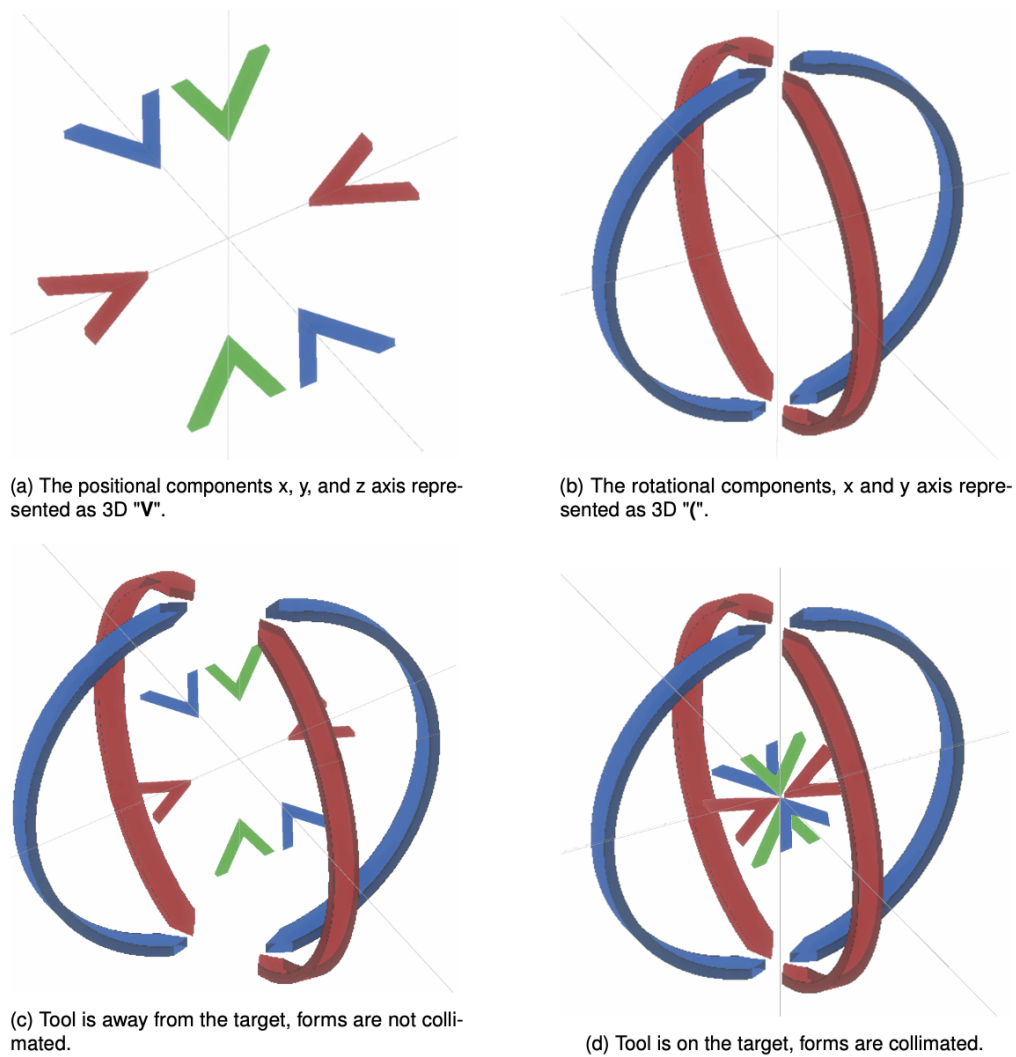 (a) The positional components x, y, and z axis repre-
sented as 3D "V".
(b) The rotational components, x and y axis repre-
sented as 3D "(".
(c) Tool is away from the target, forms are not colli-
mated.
(d) Tool is on the target, forms are collimated.